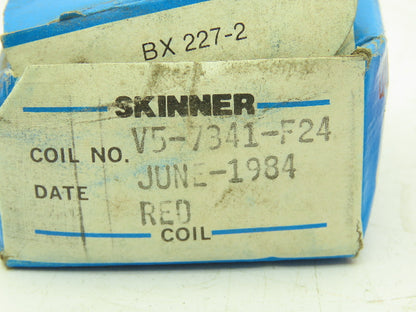 BX 227-2
SKINNER
COIL NO. V5-7341-F24
DATE JUNE-1984
RED
COIL